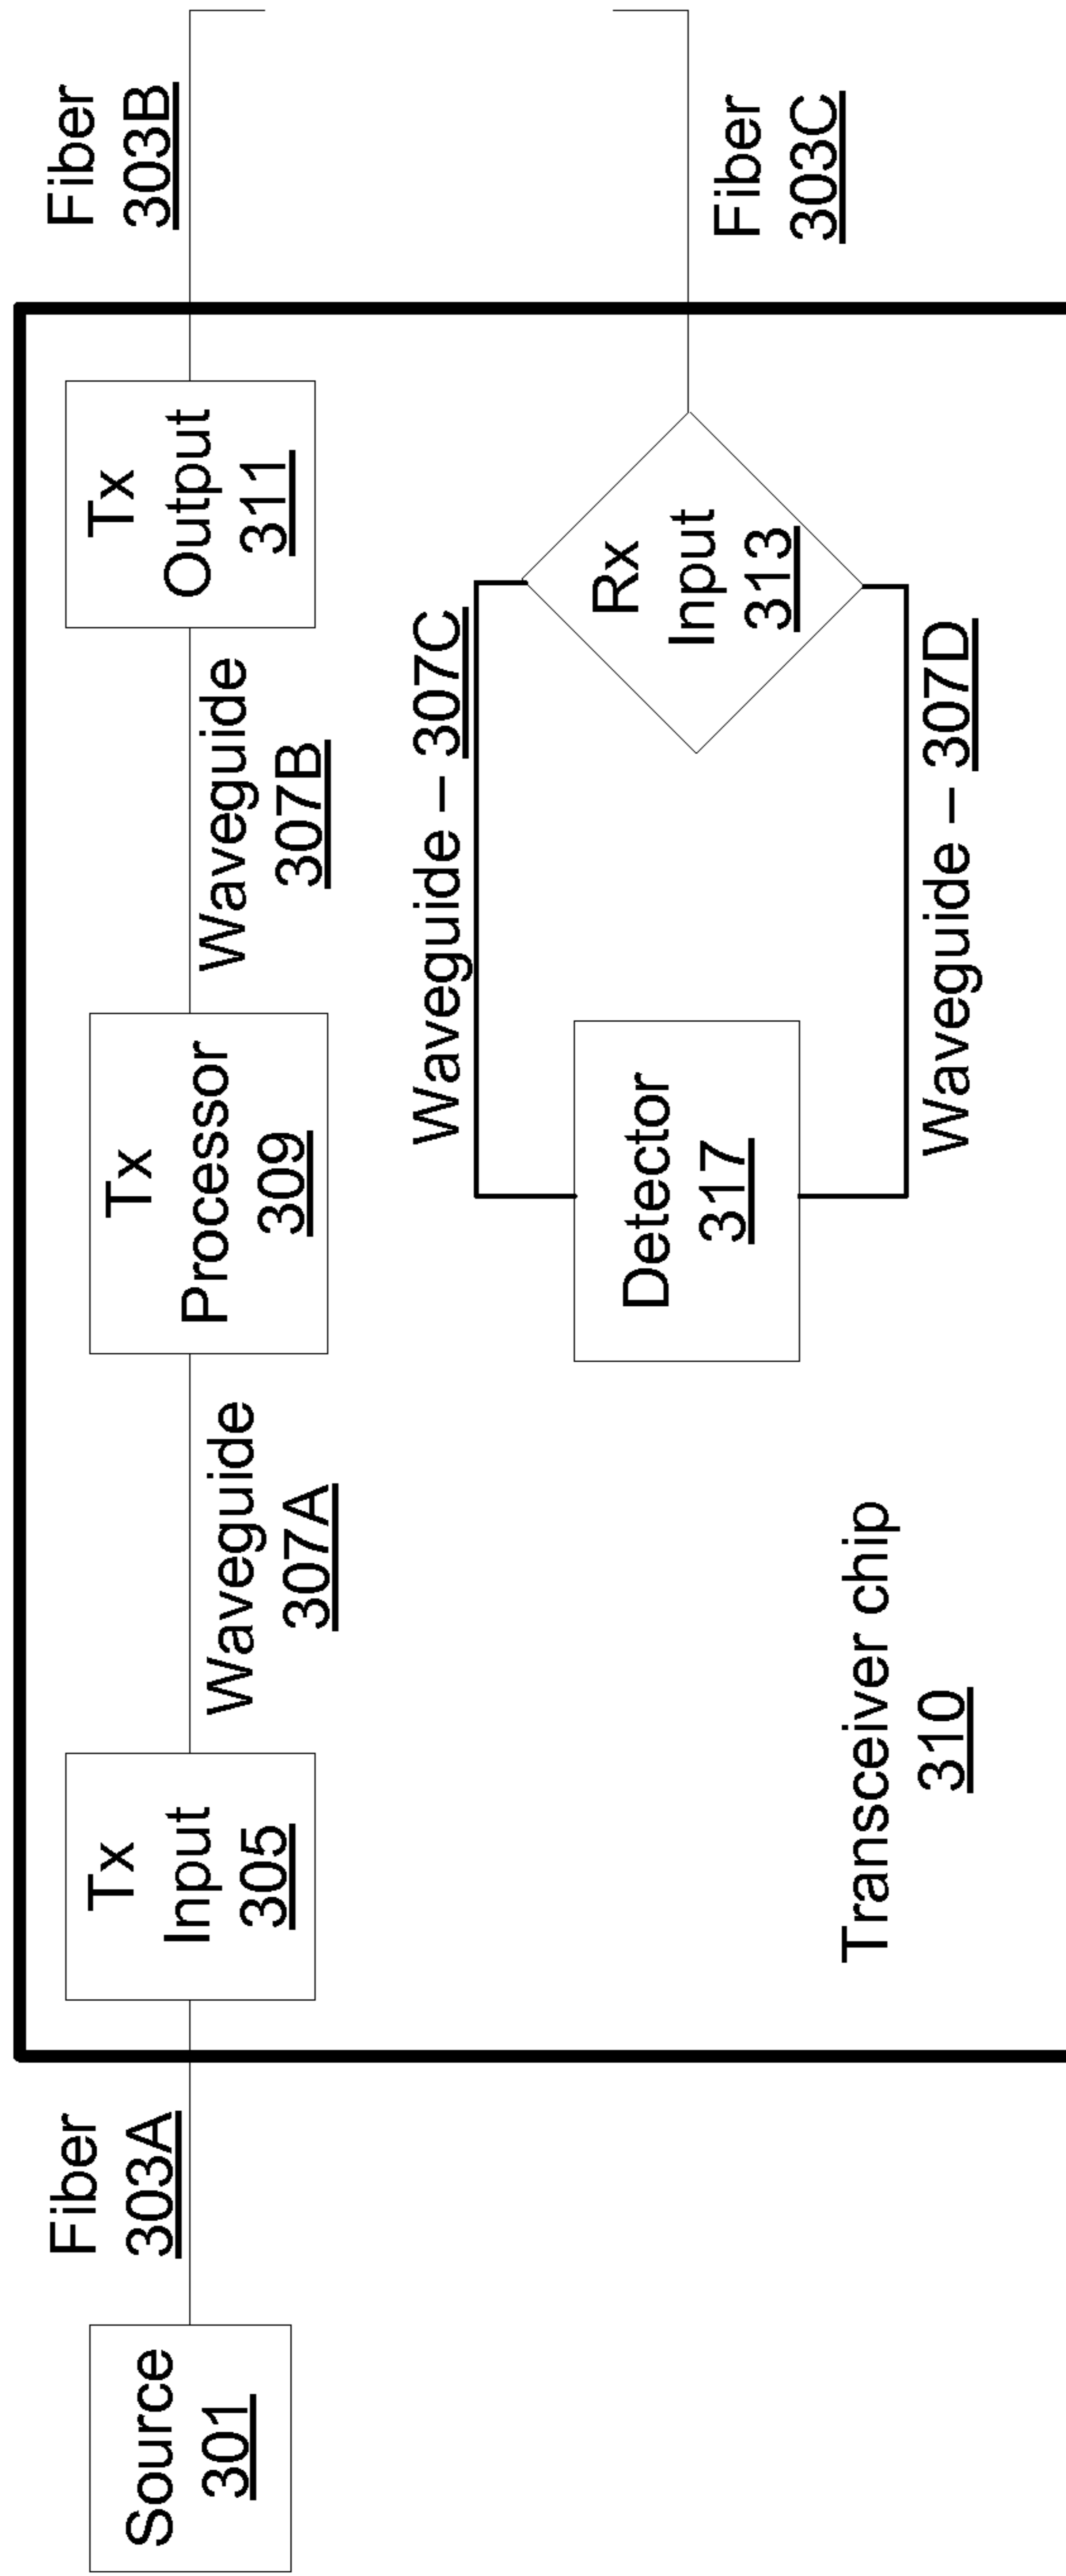 Source
301
Fiber
303A
Tx
Input
305
Waveguide
307A
Tx
Processor
309
Waveguide
307B
Tx
Output
311
Fiber
303B
Waveguide – 307C
Detector
317
Rx
Input
313
Fiber
303C
Waveguide – 307D
Transceiver chip
310